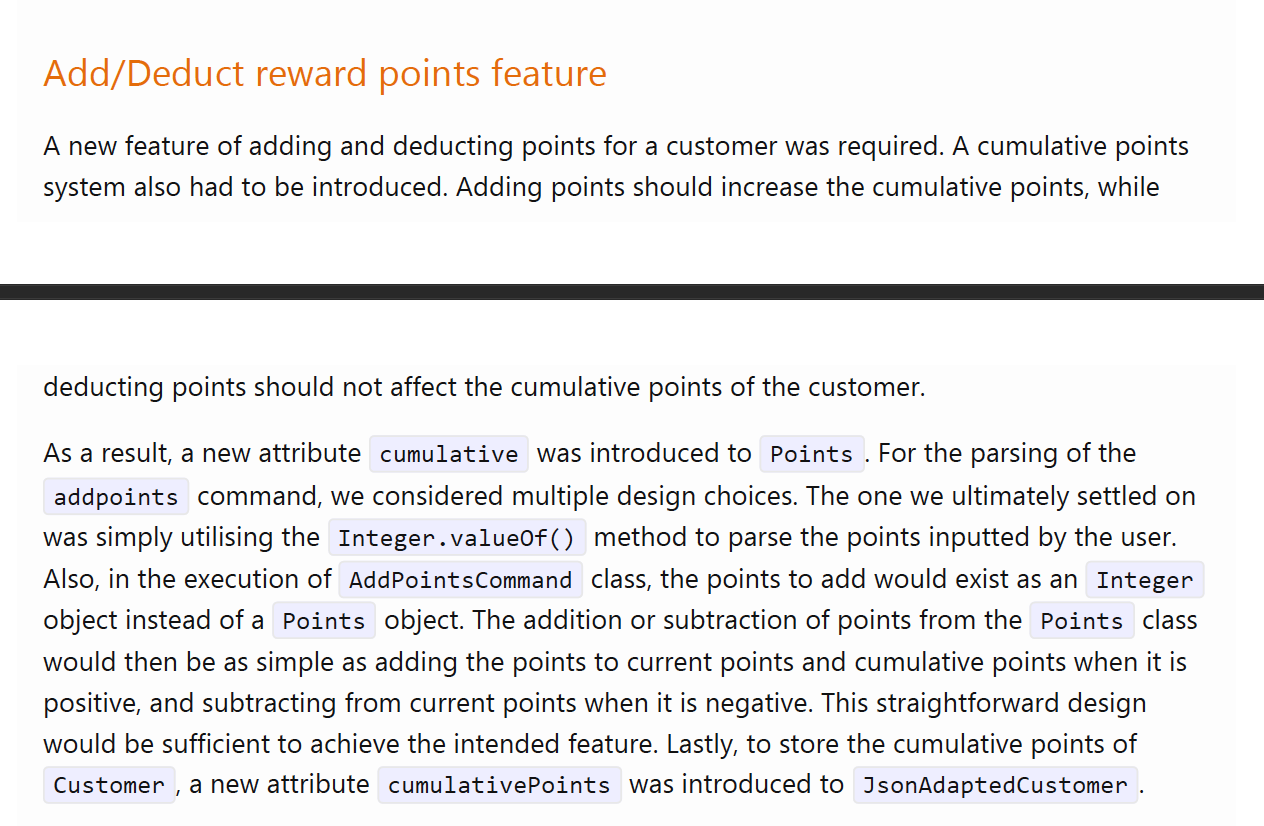 Add/Deduct reward points feature
A new feature of adding and deducting points for a customer was required. A cumulative points
system also had to be introduced. Adding points should increase the cumulative points, while
deducting points should not affect the cumulative points of the customer.
As a result, a new attribute cumulative was introduced to Points. For the parsing of the
addpoints command, we considered multiple design choices. The one we ultimately settled on
was simply utilising the Integer.valueOf() method to parse the points inputted by the user.
Also, in the execution of AddPointsCommand class, the points to add would exist as an Integer
object instead of a Points object. The addition or subtraction of points from the Points class
would then be as simple as adding the points to current points and cumulative points when it is
positive, and subtracting from current points when it is negative. This straightforward design
would be sufficient to achieve the intended feature. Lastly, to store the cumulative points of
Customer, a new attribute cumulativePoints was introduced to JsonAdaptedCustomer.